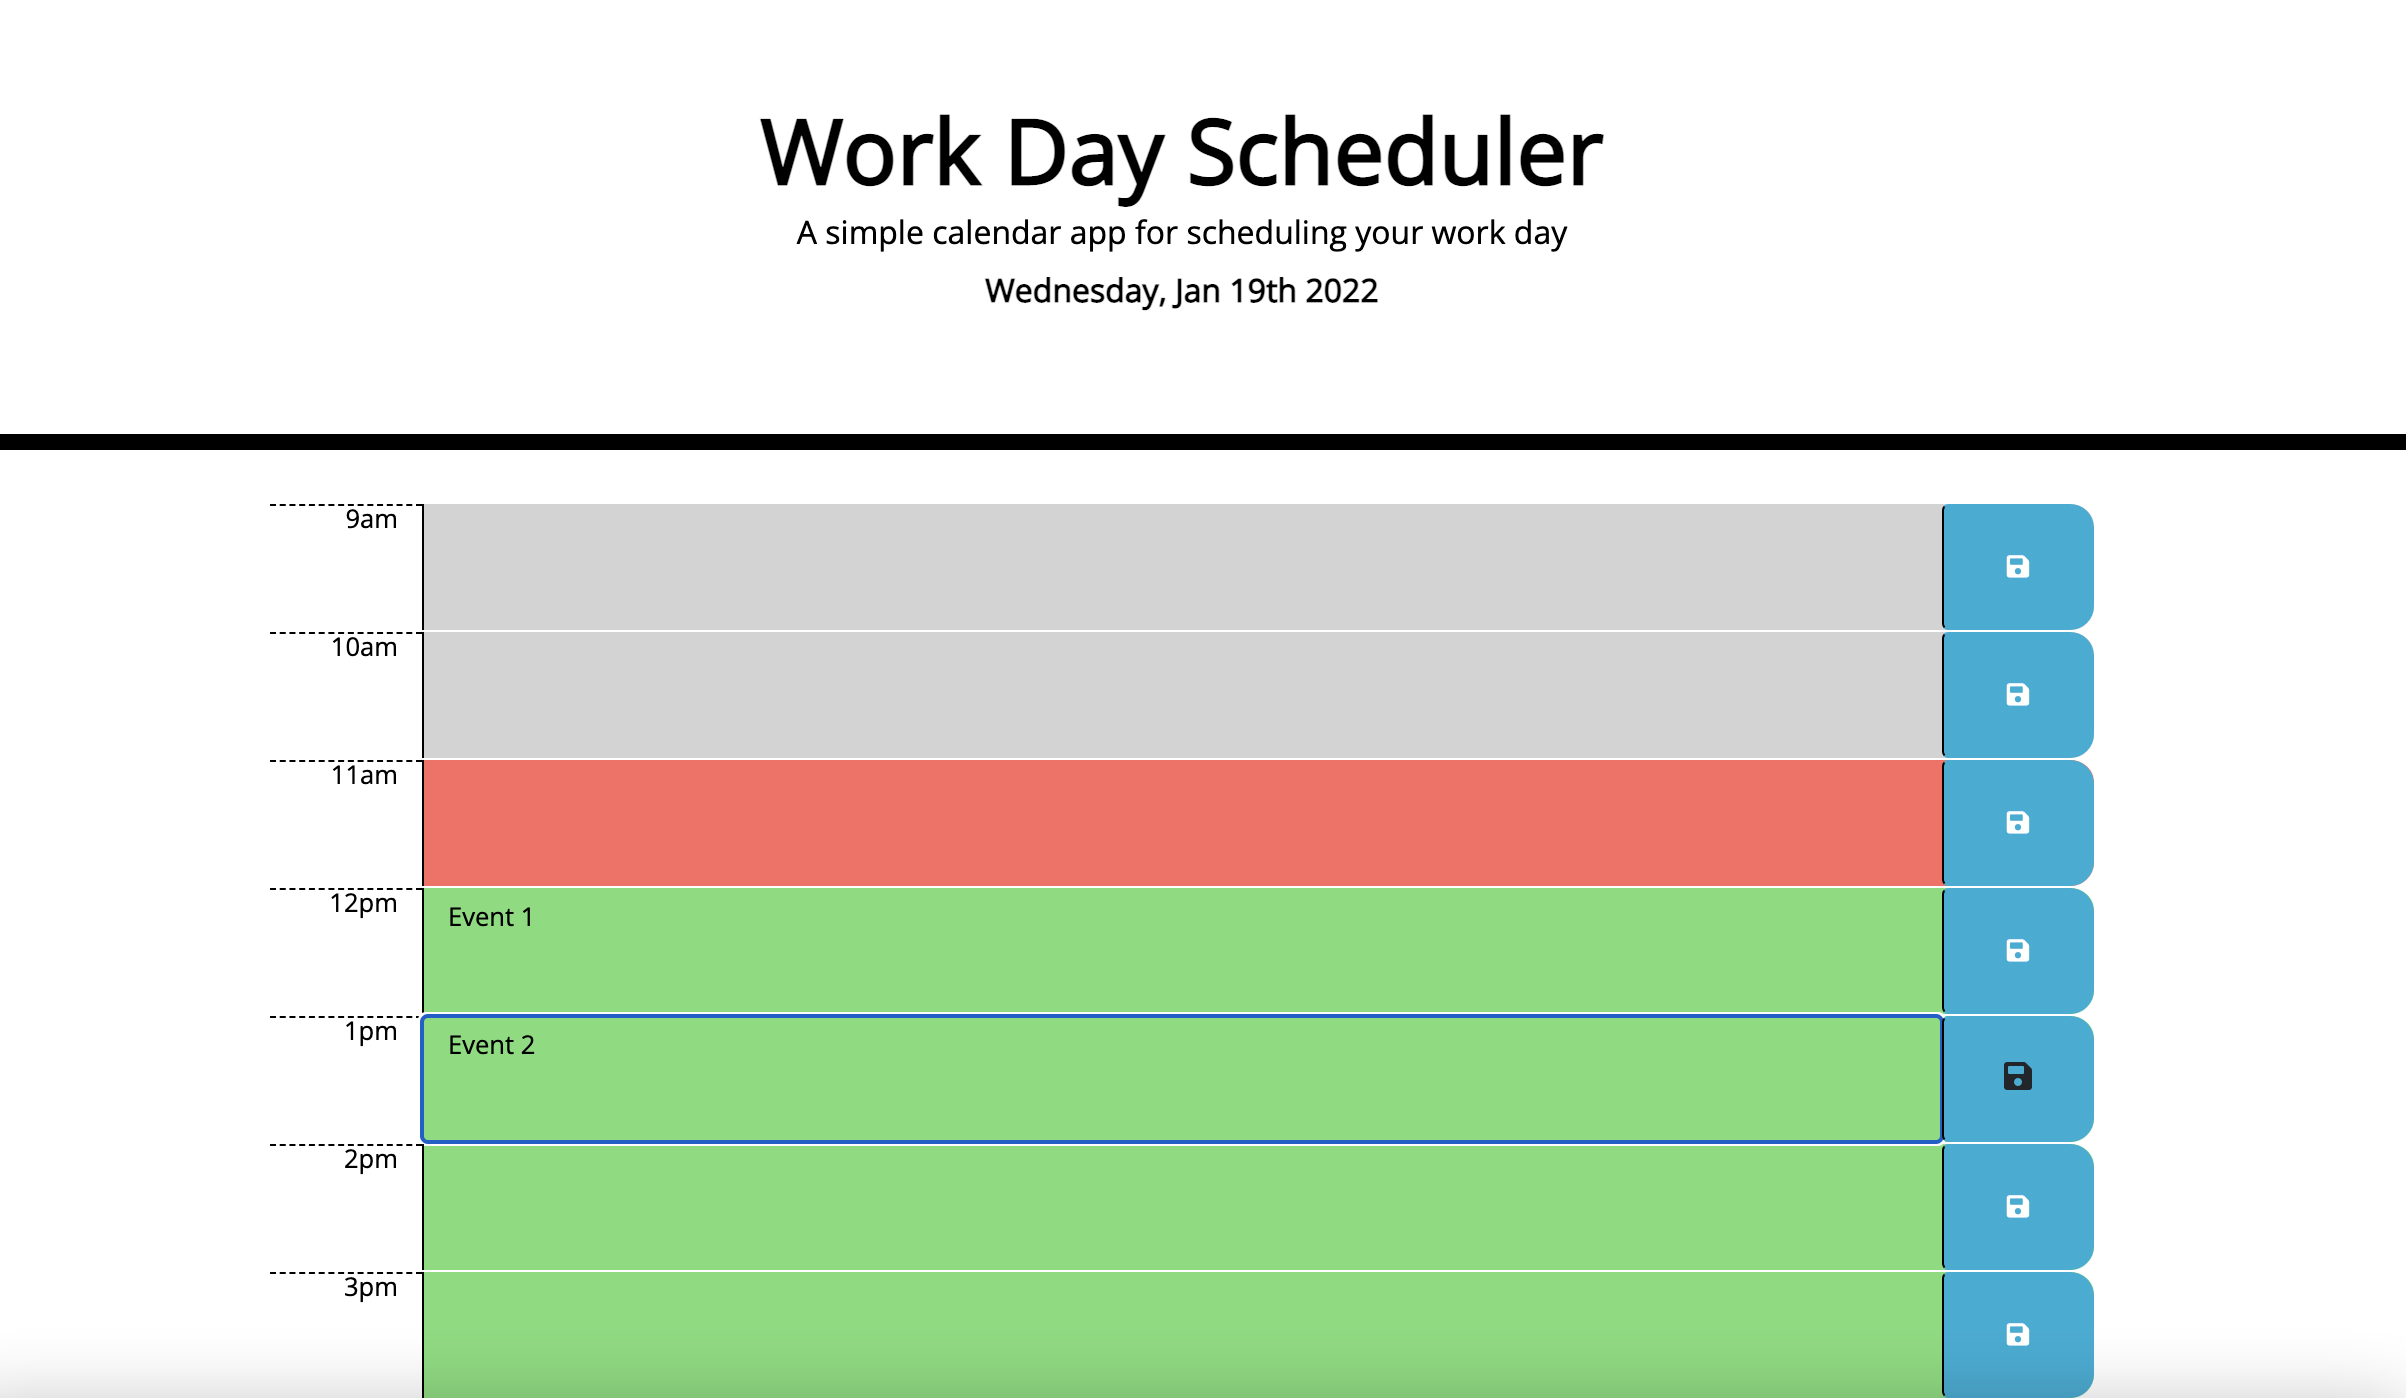 Work Day Scheduler
A simple calendar app for scheduling your work day
Wednesday, Jan 19th 2022
9am
10am
11am
12pm
Event 1
1pm
Event 2
2pm
3pm